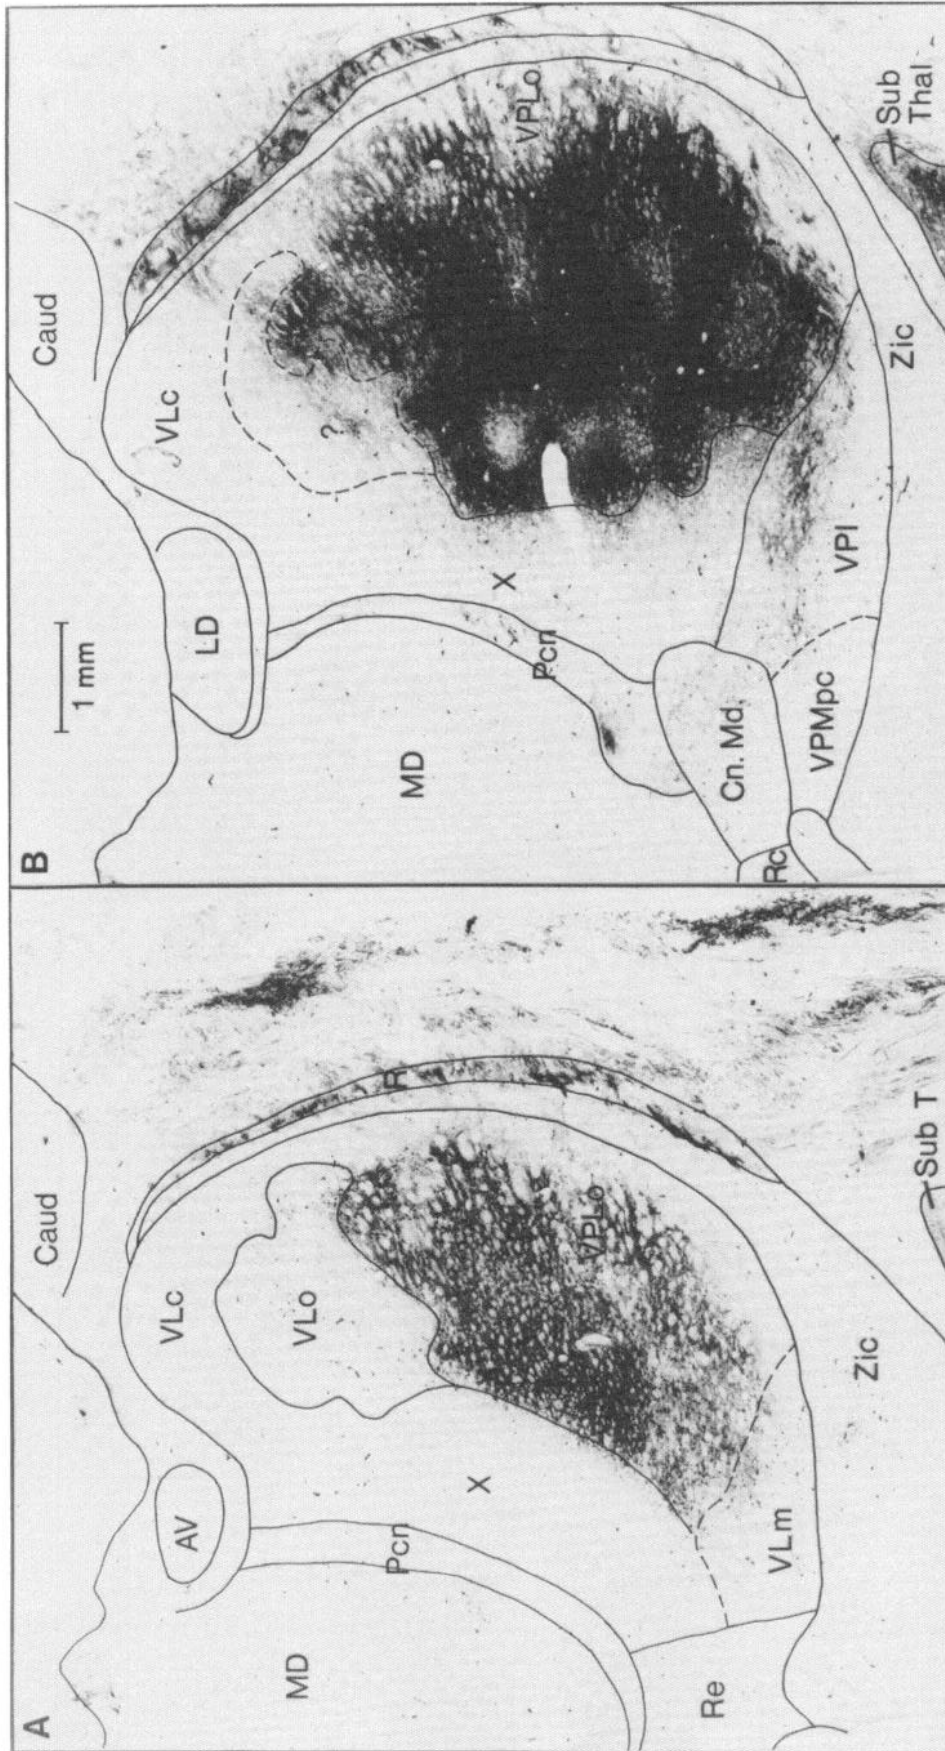 A
Caud
AV
VLc
VLo
MD
Pcn
X
R
VPLo
VLm
Re
Zic
Sub T
B
1 mm
Caud
LD
VLc
?
MD
Pcn
X
VPLo
Cn. Md.
VPI
VPMpc
Rc
Zic
Sub
Thal